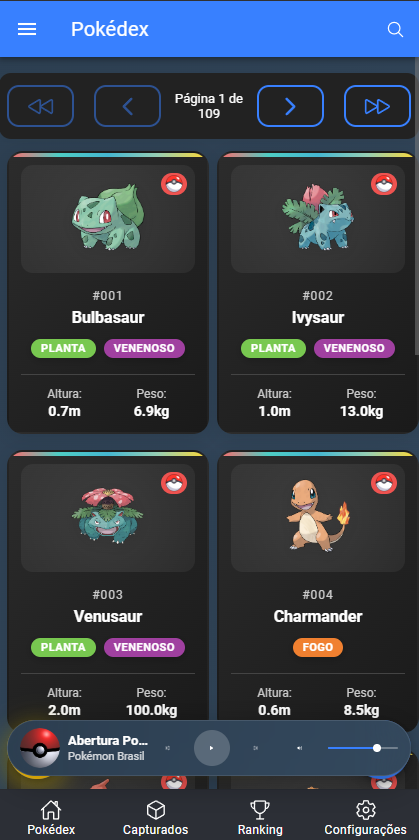 Pokédex
Página 1 de
109
#001
Bulbasaur
PLANTA
VENENOSO
Altura:
Peso:
0.7m
6.9kg
#002
Ivysaur
PLANTA
VENENOSO
Altura:
Peso:
1.0m
13.0kg
#003
Venusaur
PLANTA
VENENOSO
Altura:
Peso:
2.0m
100.0kg
#004
Charmander
FOGO
Altura:
Peso:
0.6m
8.5kg
Abertura Po...
Pokémon Brasil
Pokédex
Capturados
Ranking
Configurações